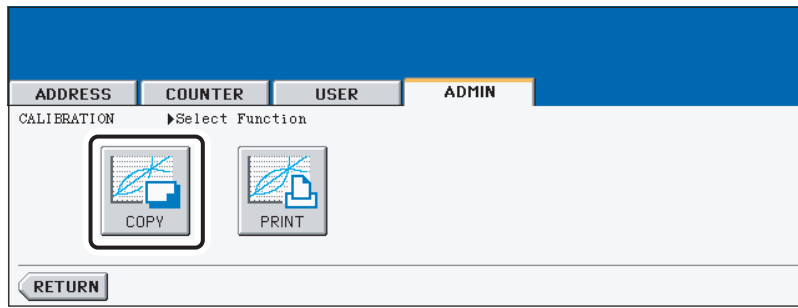 ADDRESS COUNTER USER ADMIN
CALIBRATION ▶Select Function
COPY PRINT
RETURN